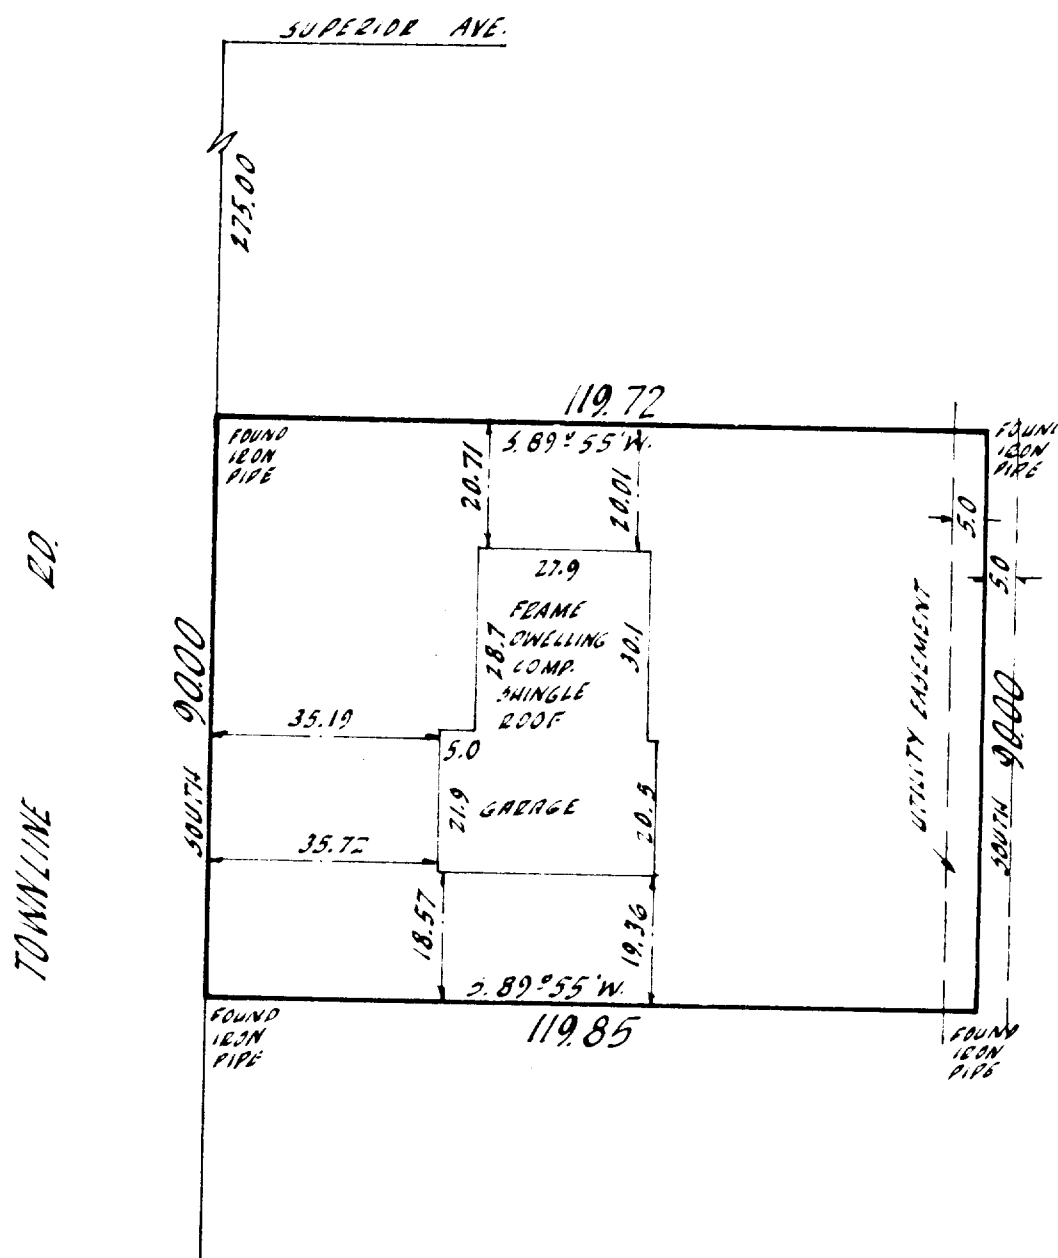 SUPERIOR AVE.
275.00
119.72
S. 89° 55' W.
FOUND
IRON
PIPE
FOUND
IRON
PIPE
20.71
20.01
5.0
5.0
27.9
FRAME
DWELLING
COMP.
SHINGLE
ROOF
28.7
30.1
UTILITY EASEMENT
TOWNLINE RD.
SOUTH 90.00
SOUTH 90.00
35.19
5.0
21.9
GARAGE
20.5
35.72
18.57
19.36
S. 89° 55' W.
119.85
FOUND
IRON
PIPE
FOUND
IRON
PIPE